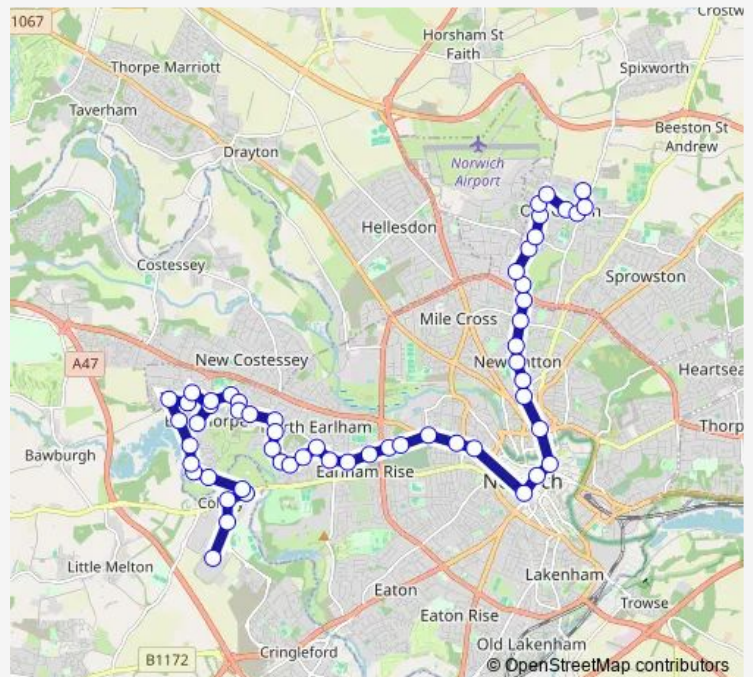 Crostw
1067
Horsham St
Faith
Thorpe Marriott
Spixworth
Taverham
Beeston St
Andrew
Drayton
Norwich
Airport
Hellesdon
Costessey
Sprowston
Mile Cross
New Costessey
A47
Heartsea
North Earlham
Thorp
Bawburgh
Earlham Rise
Little Melton
Lakenham
Eaton
Trowse
Eaton Rise
Old Lakenham
Cringleford
B1172
© OpenStreetMap contributors